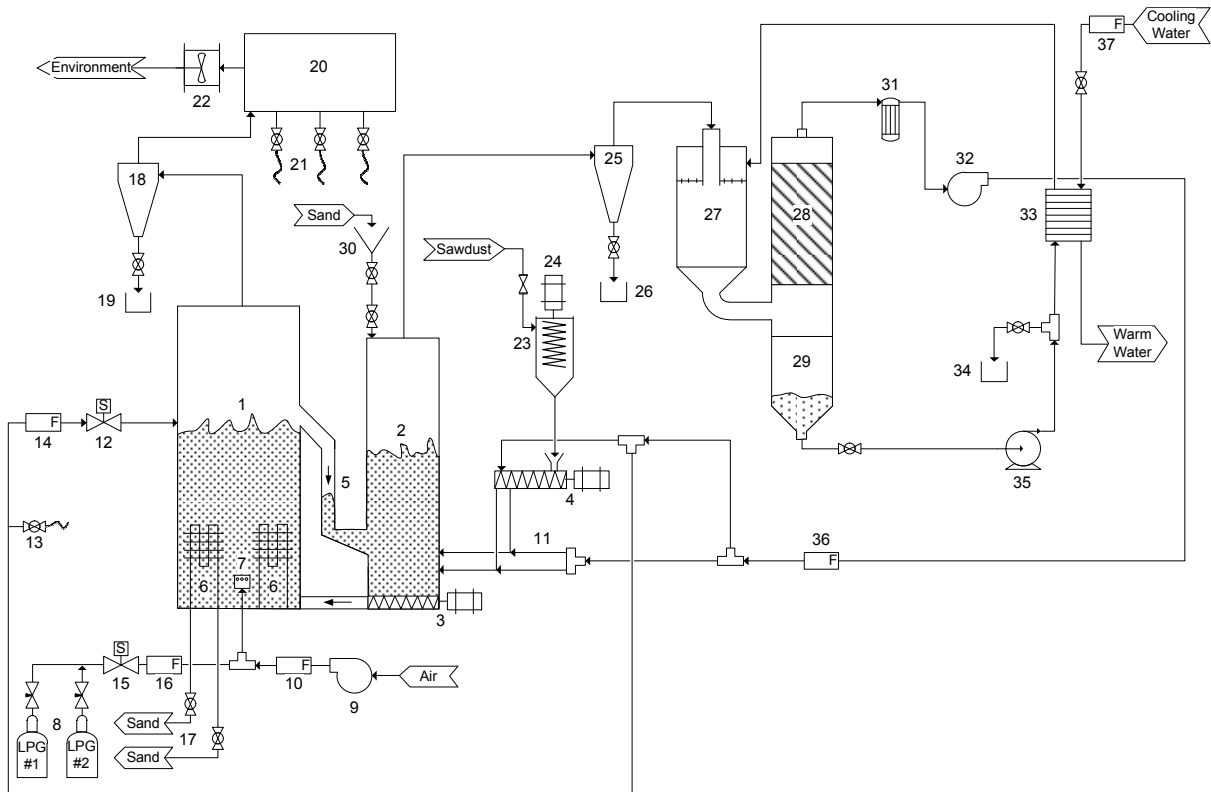 Cooling
Water
F
37
Environment
22
20
21
18
19
Sand
30
Sawdust
24
23
25
26
27
28
29
31
32
33
34
Warm
Water
35
1
2
S
F
14
12
5
4
11
36
F
13
6
7
6
3
S
F
15
16
F
10
9
Air
8
Sand
17
Sand
LPG
#1
LPG
#2